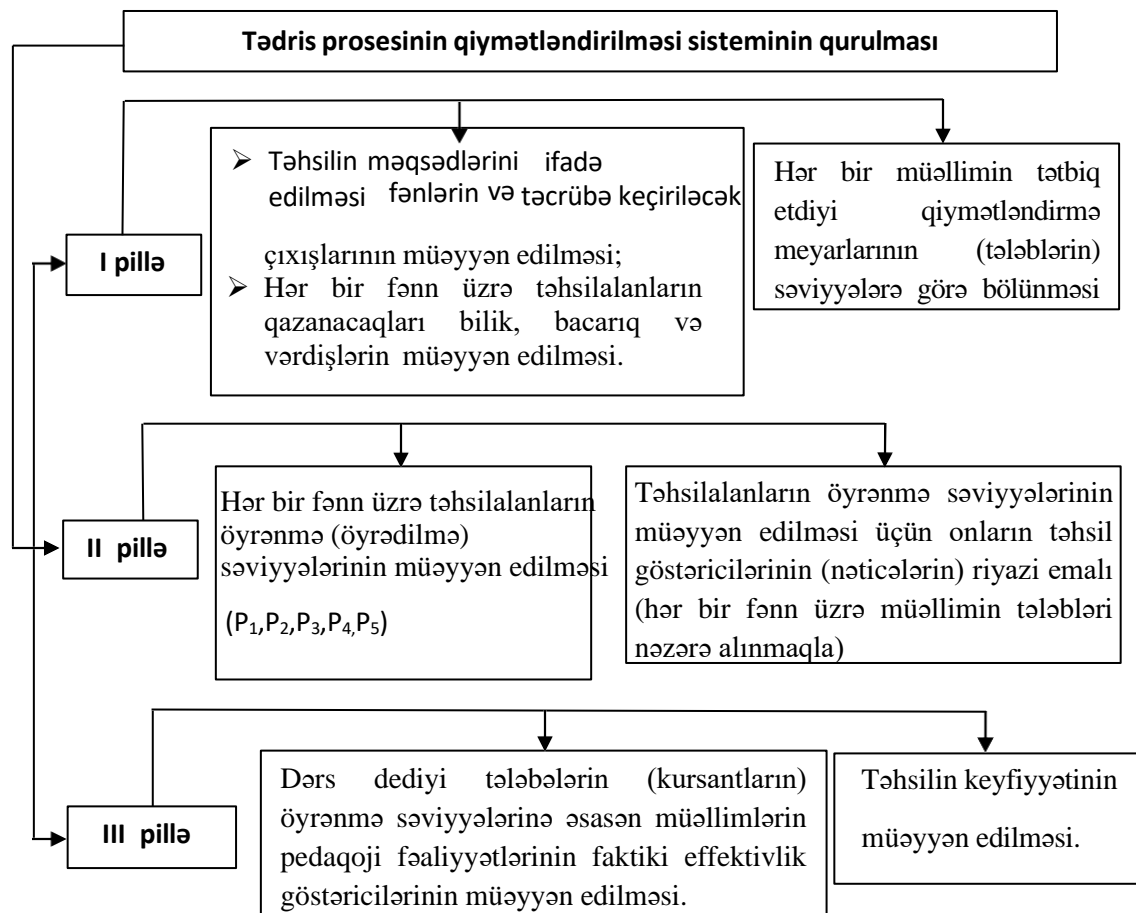 Tədris prosesinin qiymətləndirilməsi sisteminin qurulması
I pillə
➢ Təhsilin məqsədlərini ifadə
edilməsi fənlərin və təcrübə keçiriləcək
çıxışlarının müəyyən edilməsi;
➢ Hər bir fənn üzrə təhsilalanların
qazanacaqları bilik, bacarıq və
vərdişlərin müəyyən edilməsi.
Hər bir müəllimin tətbiq
etdiyi qiymətləndirmə
meyarlarının (tələblərin)
səviyyələrə görə bölünməsi
II pillə
Hər bir fənn üzrə təhsilalanların
öyrənmə (öyrədilmə)
səviyyələrinin müəyyən edilməsi
(P₁,P₂,P₃,P₄,P₅)
Təhsilalanların öyrənmə səviyyələrinin
müəyyən edilməsi üçün onların təhsil
göstəricilərinin (nəticələrin) riyazi emalı
(hər bir fənn üzrə müəllimin tələbləri
nəzərə alınmaqla)
III pillə
Dərs dediyi tələbələrin (kursantların)
öyrənmə səviyyələrinə əsasən müəllimlərin
pedaqoji fəaliyyətlərinin faktiki effektivlik
göstəricilərinin müəyyən edilməsi.
Təhsilin keyfiyyətinin
müəyyən edilməsi.